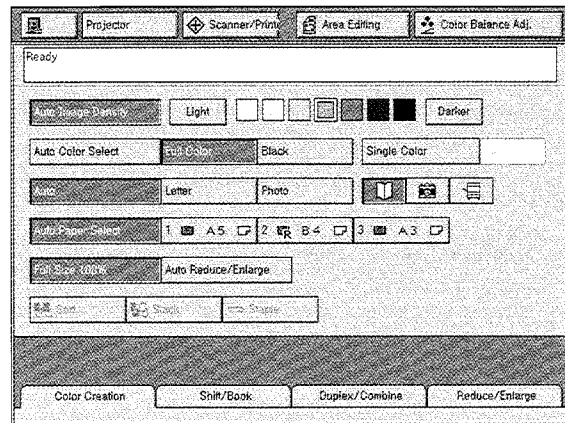 Projector Scanner/Print Area Editing Color Balance Adj.
Ready
Auto Image Density Light Darker
Auto Color Select Full Color Black Single Color
Auto Letter Photo
Auto Paper Select 1 A5 2 R B4 3 A3
Full Size 100% Auto Reduce/Enlarge
Sort Stack Staple
Color Creation Shift/Book Duplex/Combine Reduce/Enlarge